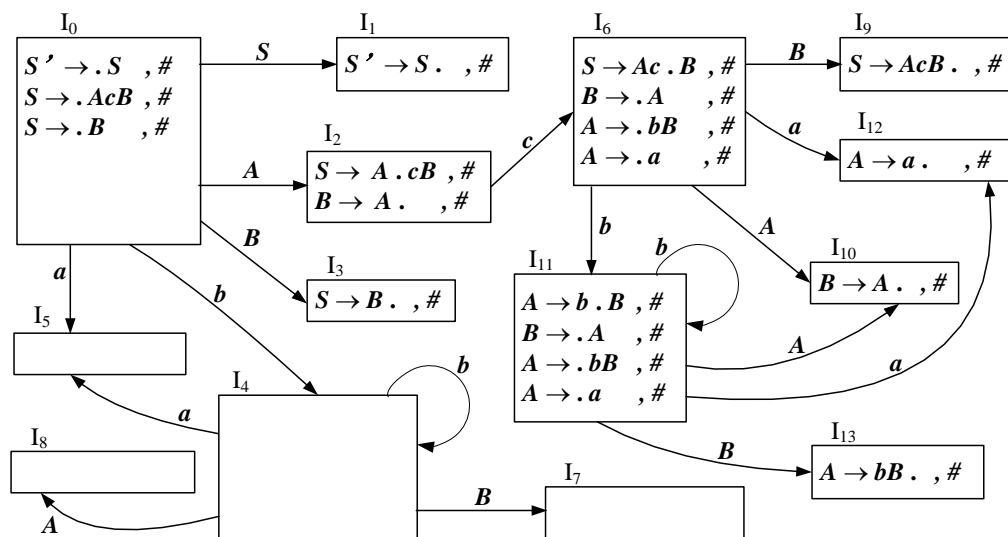 I0
S' → . S , #
S → . AcB , #
S → . B , #
S
I1
S' → S . , #
A
I2
S → A . cB , #
B → A . , #
c
I6
S → Ac . B , #
B → . A , #
A → . bB , #
A → . a , #
B
I9
S → AcB . , #
a
I12
A → a . , #
B
I3
S → B . , #
a
b
I5
I4
b
a
I8
A
B
I7
b
A
I10
B → A . , #
I11
b
A → b . B , #
B → . A , #
A → . bB , #
A → . a , #
A
a
B
I13
A → bB . , #